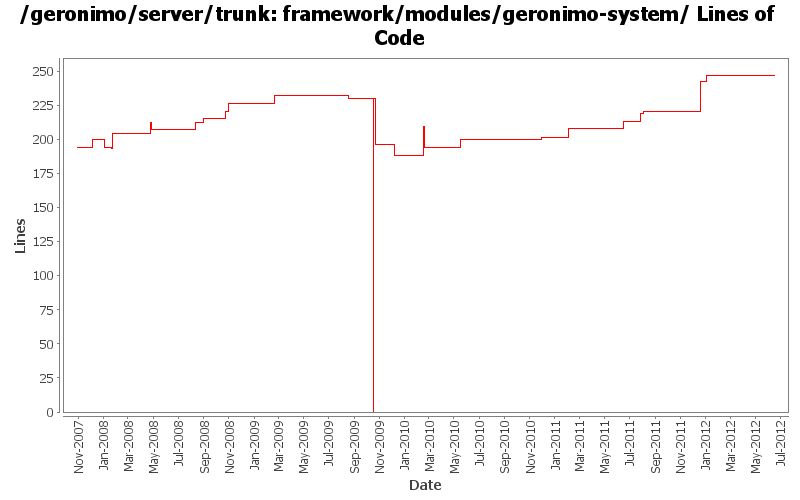 /geronimo/server/trunk: framework/modules/geronimo-system/ Lines of
Code
250
225
200
175
150
125
100
75
50
25
0
Lines
Nov-2007
Jan-2008
Mar-2008
May-2008
Jul-2008
Sep-2008
Nov-2008
Jan-2009
Mar-2009
May-2009
Jul-2009
Sep-2009
Nov-2009
Jan-2010
Mar-2010
May-2010
Jul-2010
Sep-2010
Nov-2010
Jan-2011
Mar-2011
May-2011
Jul-2011
Sep-2011
Nov-2011
Jan-2012
Mar-2012
May-2012
Jul-2012
Date